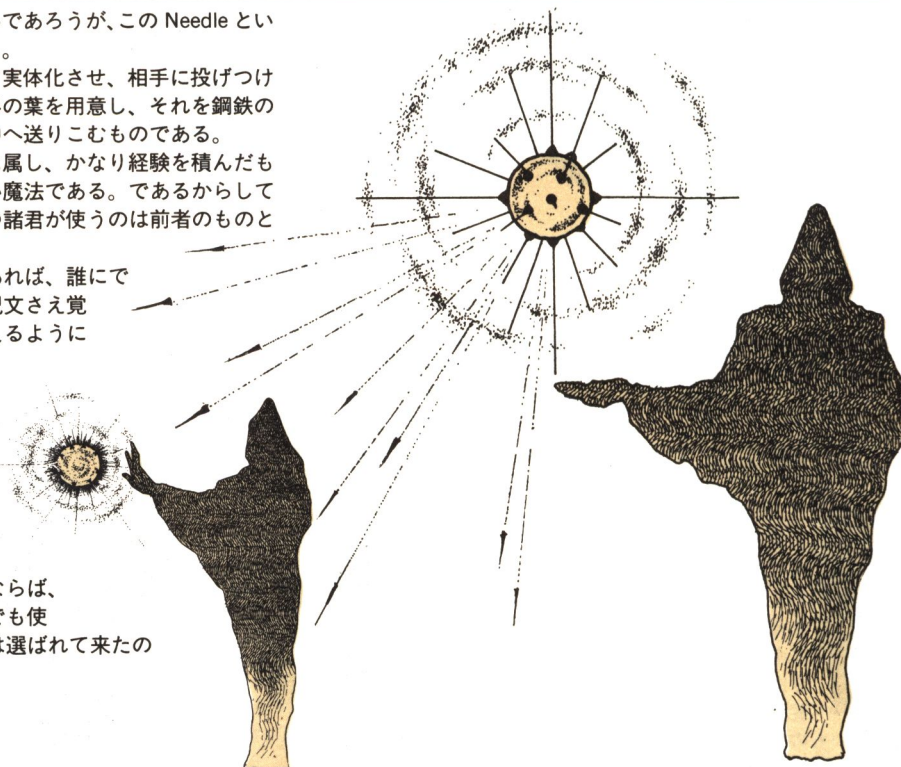 であろうが、この Needle とい
。
実体化させ、相手に投げつけ
の葉を用意し、それを鋼鉄の
へ送りこむものである。
属し、かなり経験を積んだも
魔法である。であるからして
諸君が使うのは前者のものと
れば、誰にで
文さえ覚
るように
ならば、
でも使
は選ばれて来たの